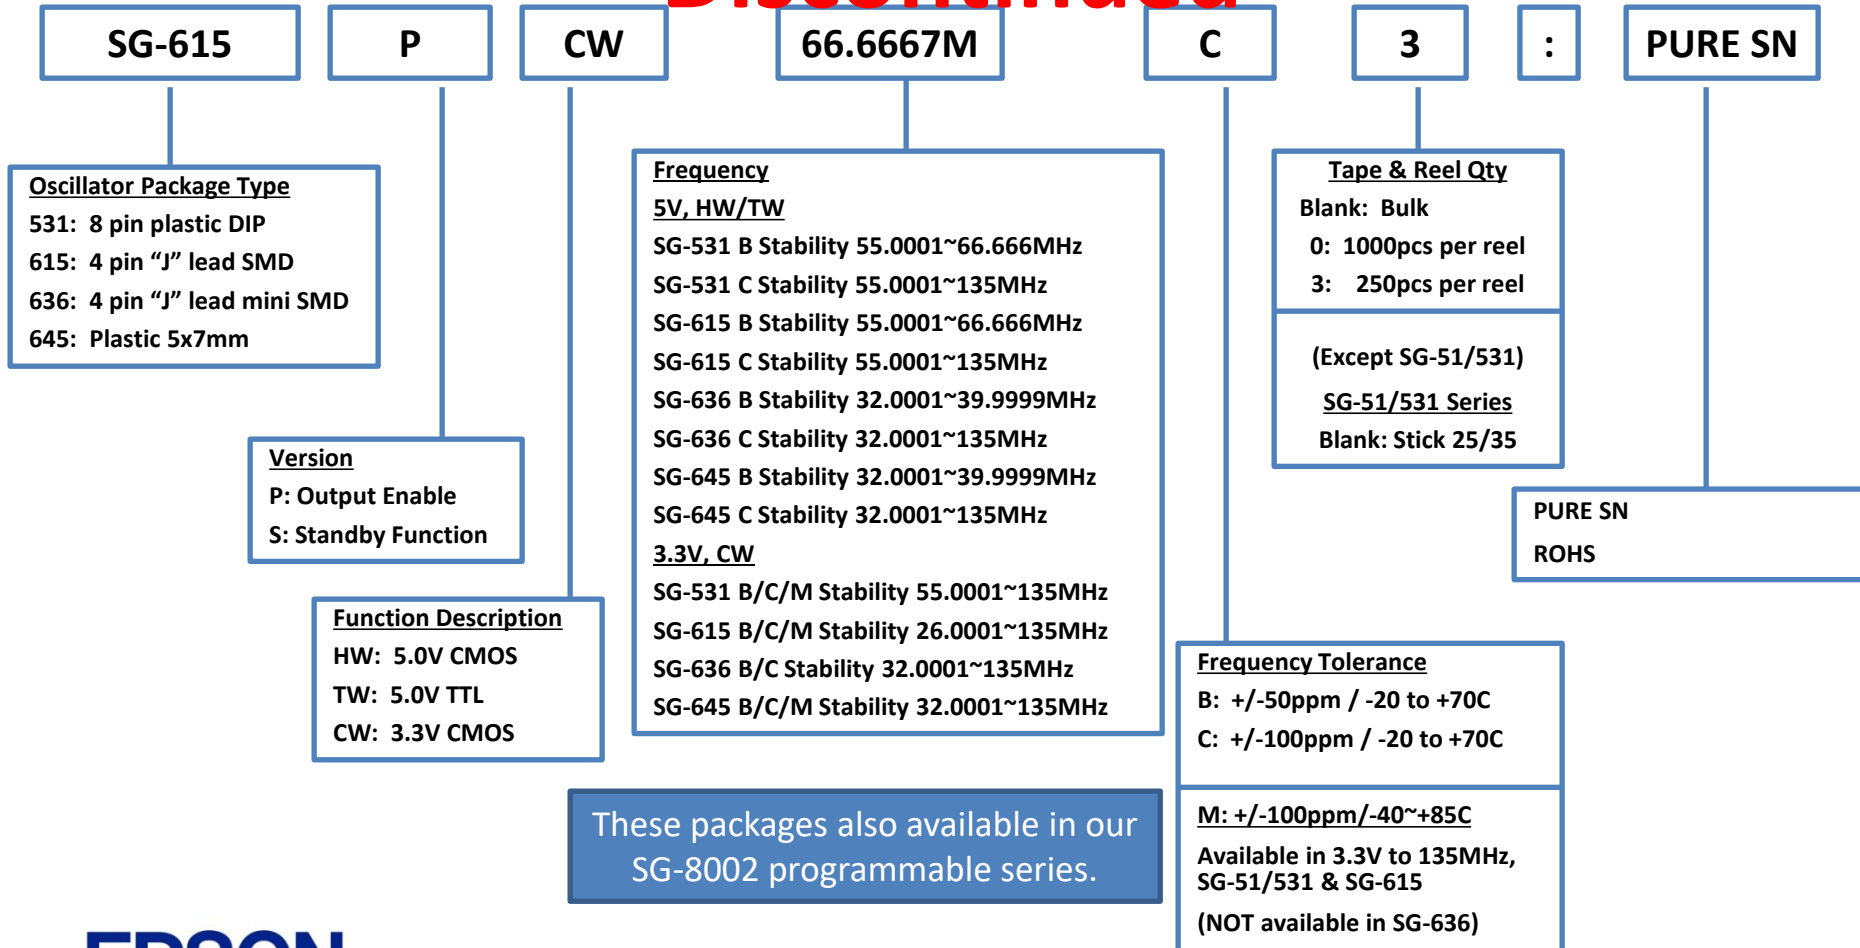 Discontinued
SG-615 P CW 66.6667M C 3 : PURE SN
Oscillator Package Type
531: 8 pin plastic DIP
615: 4 pin “J” lead SMD
636: 4 pin “J” lead mini SMD
645: Plastic 5x7mm
Version
P: Output Enable
S: Standby Function
Function Description
HW: 5.0V CMOS
TW: 5.0V TTL
CW: 3.3V CMOS
Frequency
5V, HW/TW
SG-531 B Stability 55.0001~66.666MHz
SG-531 C Stability 55.0001~135MHz
SG-615 B Stability 55.0001~66.666MHz
SG-615 C Stability 55.0001~135MHz
SG-636 B Stability 32.0001~39.9999MHz
SG-636 C Stability 32.0001~135MHz
SG-645 B Stability 32.0001~39.9999MHz
SG-645 C Stability 32.0001~135MHz
3.3V, CW
SG-531 B/C/M Stability 55.0001~135MHz
SG-615 B/C/M Stability 26.0001~135MHz
SG-636 B/C Stability 32.0001~135MHz
SG-645 B/C/M Stability 32.0001~135MHz
Tape & Reel Qty
Blank: Bulk
0: 1000pcs per reel
3: 250pcs per reel
(Except SG-51/531)
SG-51/531 Series
Blank: Stick 25/35
PURE SN
ROHS
Frequency Tolerance
B: +/-50ppm / -20 to +70C
C: +/-100ppm / -20 to +70C
M: +/-100ppm/-40~+85C
Available in 3.3V to 135MHz,
SG-51/531 & SG-615
(NOT available in SG-636)
These packages also available in our
SG-8002 programmable series.
EPSON